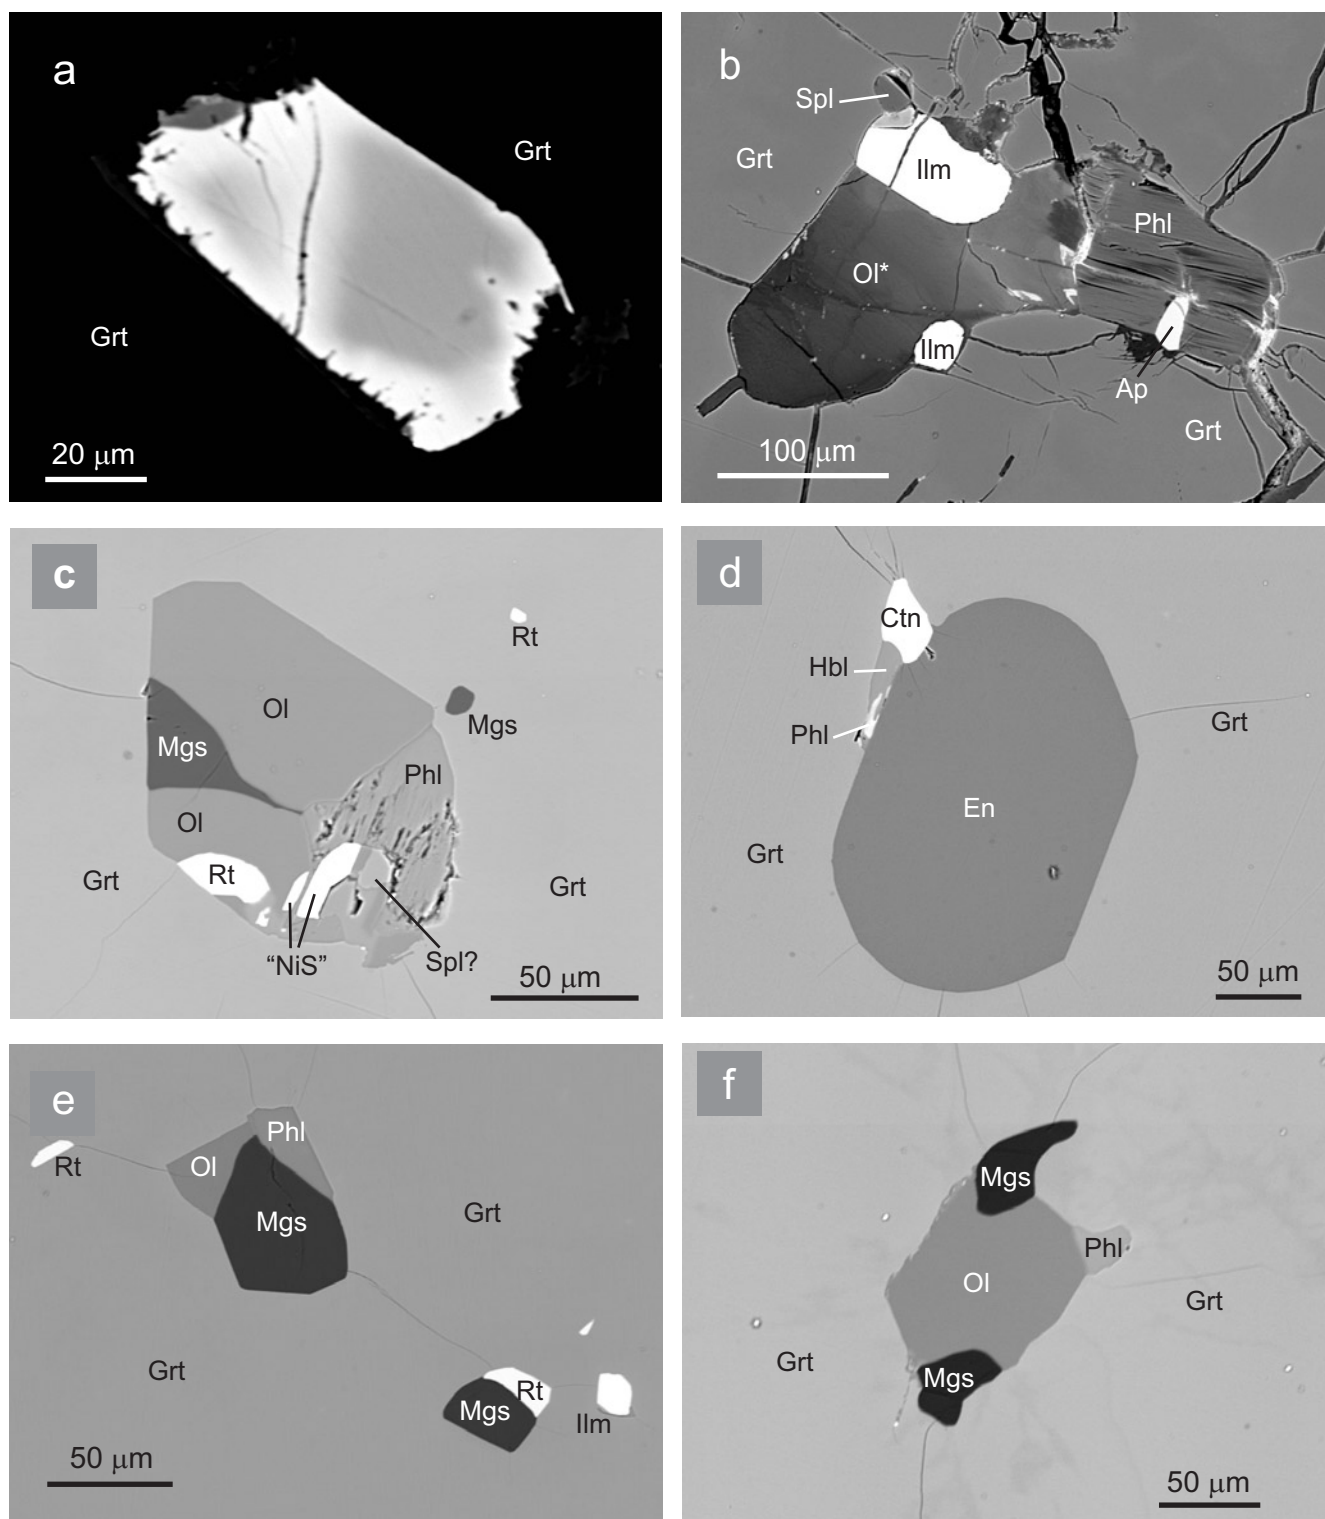 a
Grt
Grt
20 μm
b
Spl
Grt
Ilm
Phl
Ol*
Ilm
Ap
Grt
100 μm
c
Rt
Ol
Mgs
Mgs
Phl
Ol
Rt
Grt
Grt
“NiS”
Spl?
50 μm
d
Ctn
Hbl
Phl
Grt
En
Grt
50 μm
e
Phl
Rt
Ol
Mgs
Grt
Grt
Rt
Mgs
Ilm
50 μm
f
Mgs
Phl
Ol
Grt
Grt
Mgs
50 μm